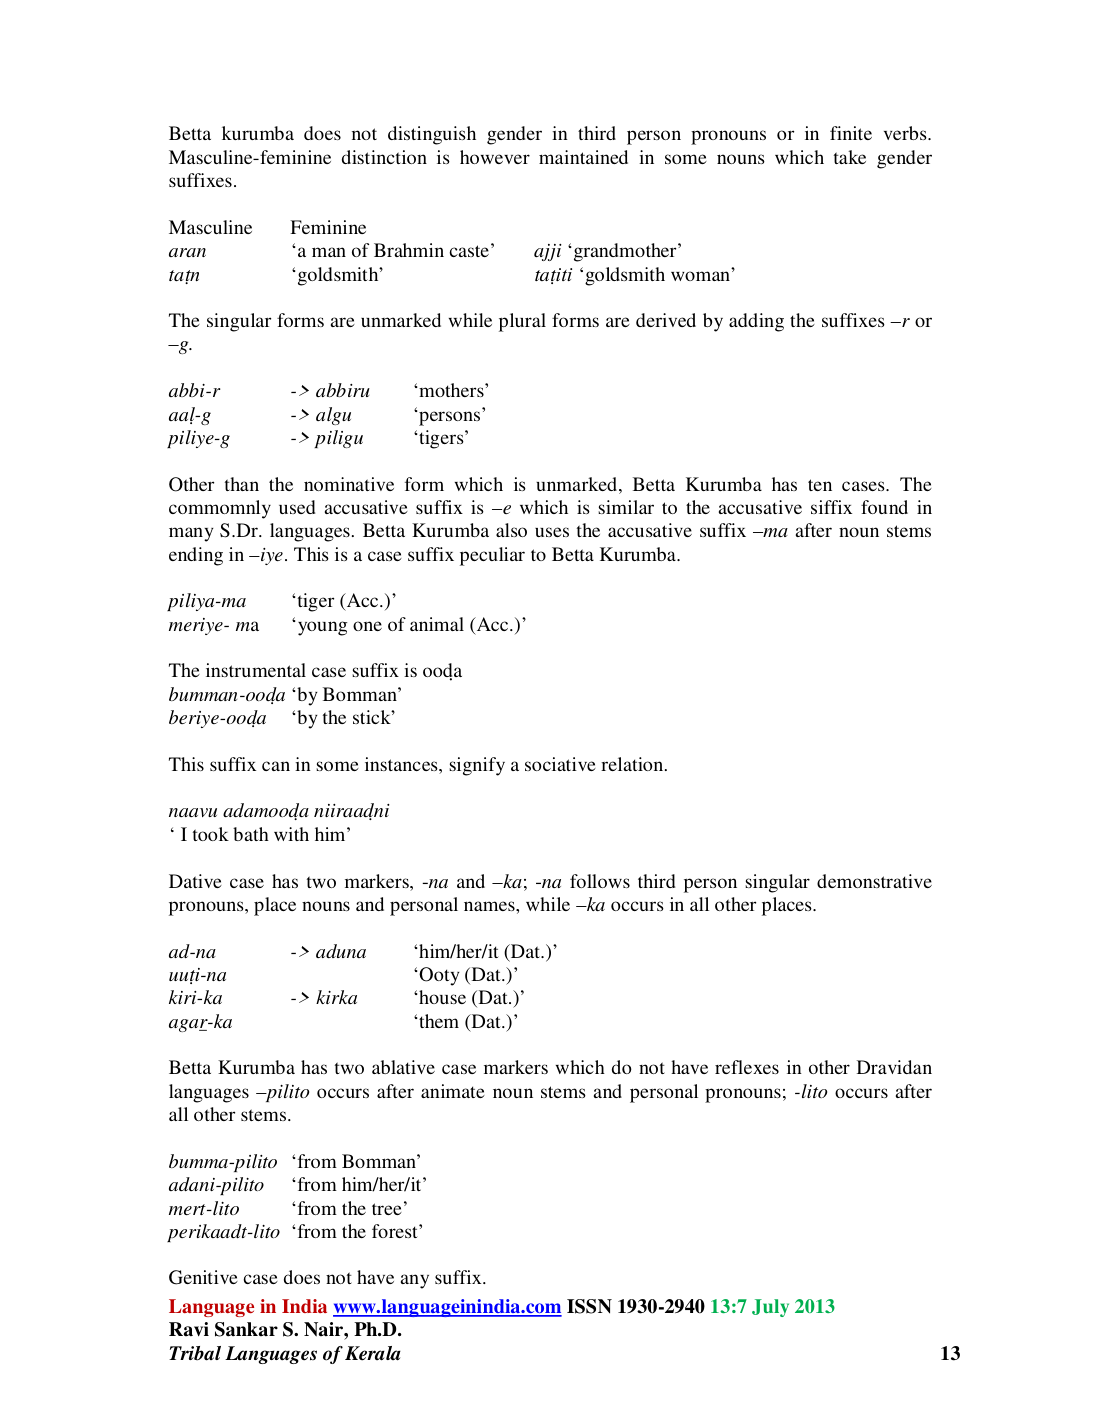 Betta kurumba does not distinguish gender in third person pronouns or in finite verbs.
Masculine-feminine distinction is however maintained in some nouns which take gender
suffixes.
Masculine Feminine
aran ‘a man of Brahmin caste’ ajji ‘grandmother’
taṭn ‘goldsmith’ taṭiti ‘goldsmith woman’
The singular forms are unmarked while plural forms are derived by adding the suffixes –r or
–g.
abbi-r -> abbiru ‘mothers’
aaḷ-g -> algu ‘persons’
piliye-g -> piligu ‘tigers’
Other than the nominative form which is unmarked, Betta Kurumba has ten cases. The
commomnly used accusative suffix is –e which is similar to the accusative siffix found in
many S.Dr. languages. Betta Kurumba also uses the accusative suffix –ma after noun stems
ending in –iye. This is a case suffix peculiar to Betta Kurumba.
piliya-ma ‘tiger (Acc.)’
meriye- ma ‘young one of animal (Acc.)’
The instrumental case suffix is ooḍa
bumman-ooḍa ‘by Bomman’
beriye-ooḍa ‘by the stick’
This suffix can in some instances, signify a sociative relation.
naavu adamooḍa niiraaḍni
‘ I took bath with him’
Dative case has two markers, -na and –ka; -na follows third person singular demonstrative
pronouns, place nouns and personal names, while –ka occurs in all other places.
ad-na -> aduna ‘him/her/it (Dat.)’
uuṭi-na ‘Ooty (Dat.)’
kiri-ka -> kirka ‘house (Dat.)’
agaṟ-ka ‘them (Dat.)’
Betta Kurumba has two ablative case markers which do not have reflexes in other Dravidan
languages –pilito occurs after animate noun stems and personal pronouns; -lito occurs after
all other stems.
bumma-pilito ‘from Bomman’
adani-pilito ‘from him/her/it’
mert-lito ‘from the tree’
perikaadt-lito ‘from the forest’
Genitive case does not have any suffix.
Language in India www.languageinindia.com ISSN 1930-2940 13:7 July 2013
Ravi Sankar S. Nair, Ph.D.
Tribal Languages of Kerala 13